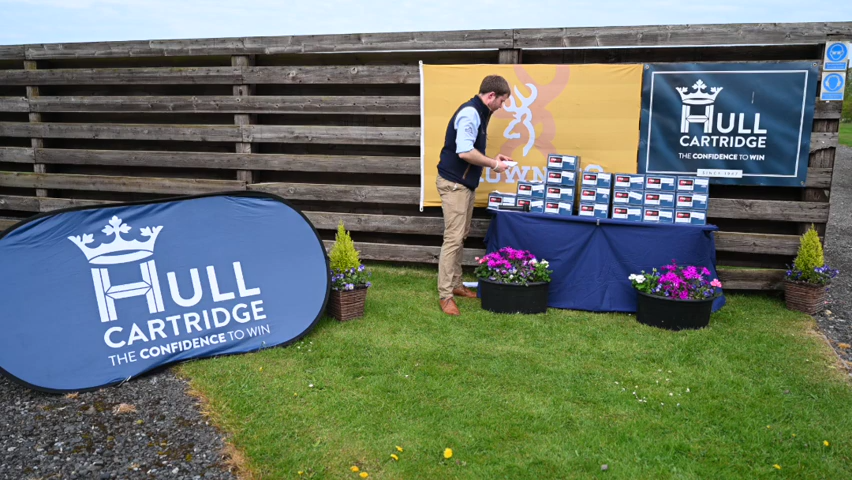 HULL
CARTRIDGE
THE CONFIDENCE TO WIN
HULL
CARTRIDGE
THE CONFIDENCE TO WIN
SINCE 1947